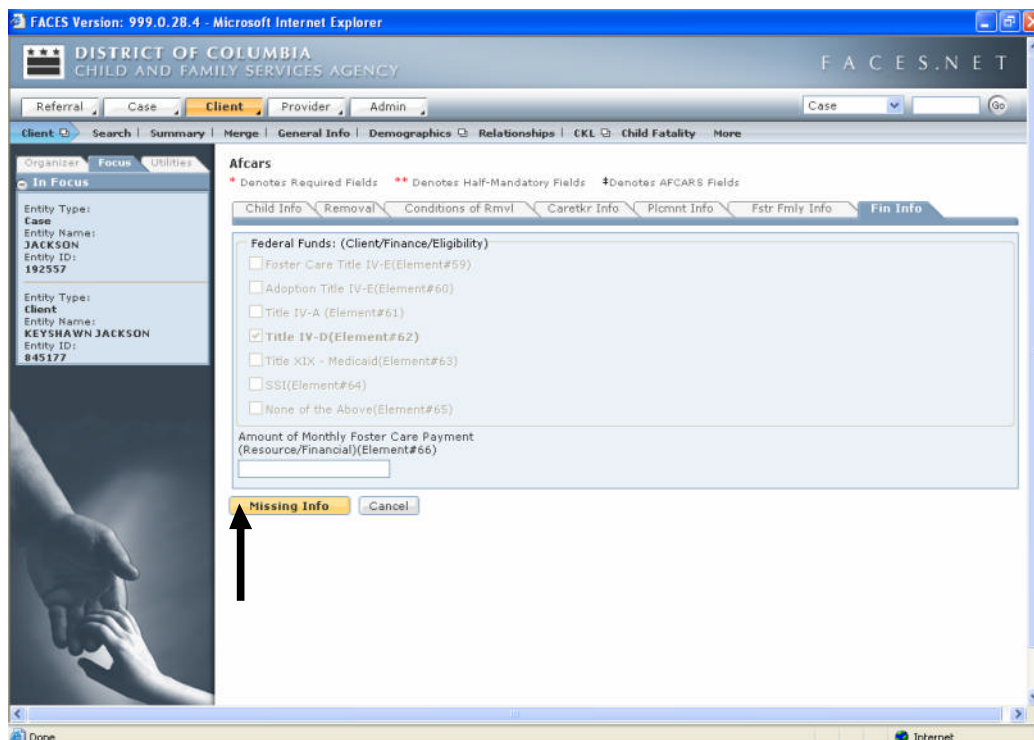 FACES Version: 999.0.28.4 - Microsoft Internet Explorer
DISTRICT OF COLUMBIA
CHILD AND FAMILY SERVICES AGENCY
FACES.NET
Referral Case Client Provider Admin Case Go
Client Search Summary Merge General Info Demographics Relationships CKL Child Fatality More
Organizer Focus Utilities
In Focus
Entity Type:
Case
Entity Name:
JACKSON
Entity ID:
192557
Entity Type:
Client
Entity Name:
KEYSHAWN JACKSON
Entity ID:
845177
Afcars
* Denotes Required Fields ** Denotes Half-Mandatory Fields ‡Denotes AFCARS Fields
Child Info Removal Conditions of Rmvl Caretkr Info Plcmnt Info Fstr Fmly Info Fin Info
Federal Funds: (Client/Finance/Eligibility)
Foster Care Title IV-E(Element#59)
Adoption Title IV-E(Element#60)
Title IV-A (Element#61)
Title IV-D(Element#62)
Title XIX - Medicaid(Element#63)
SSI(Element#64)
None of the Above(Element#65)
Amount of Monthly Foster Care Payment
(Resource/Financial)(Element#66)
Missing Info Cancel
Done Internet